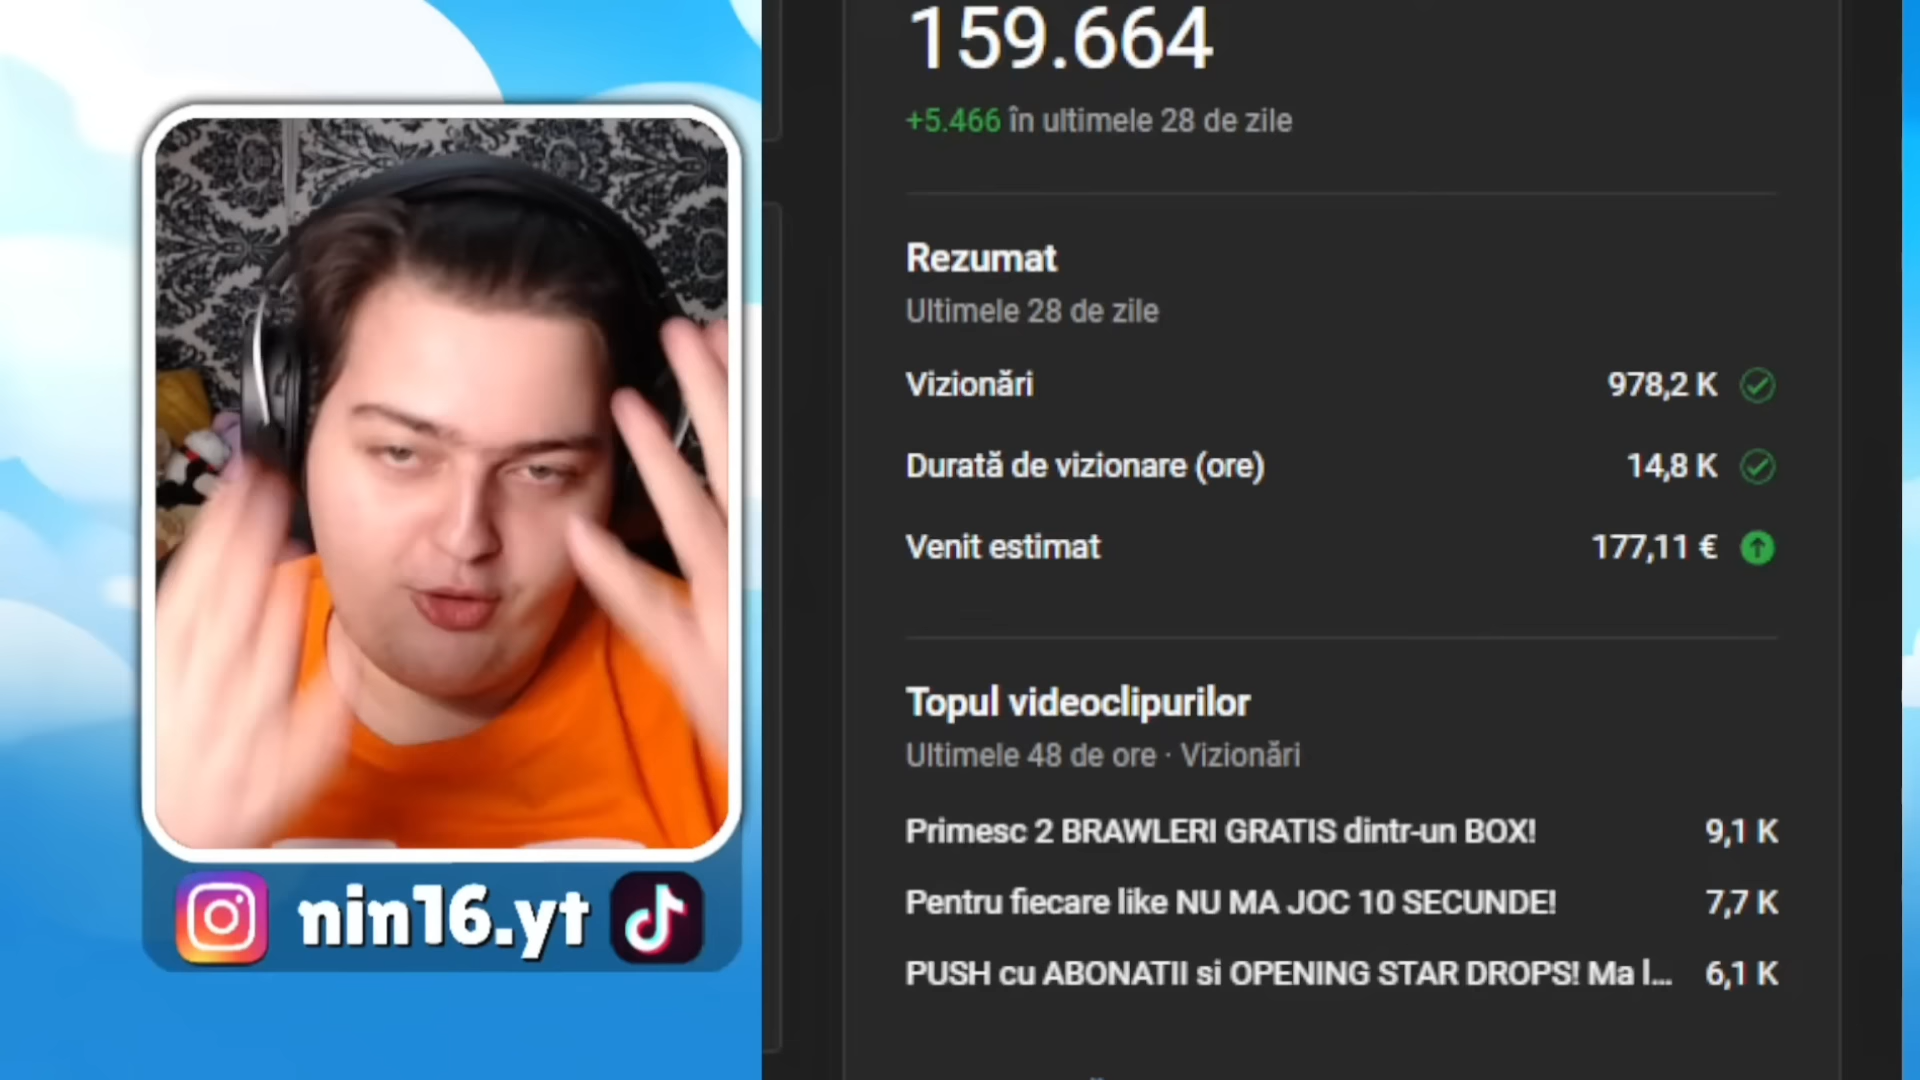 159.664
+5.466 în ultimele 28 de zile
Rezumat
Ultimele 28 de zile
Vizionări 978,2 K
Durată de vizionare (ore) 14,8 K
Venit estimat 177,11 €
Topul videoclipurilor
Ultimele 48 de ore · Vizionări
Primesc 2 BRAWLERI GRATIS dintr-un BOX! 9,1 K
Pentru fiecare like NU MA JOC 10 SECUNDE! 7,7 K
PUSH cu ABONATII si OPENING STAR DROPS! Ma l... 6,1 K
nin16.yt